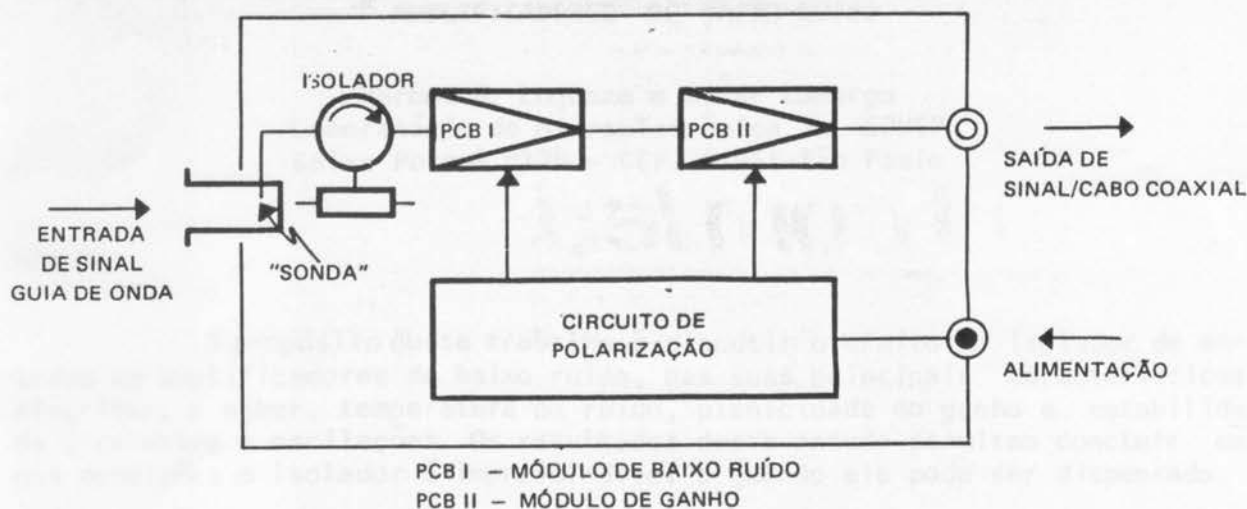 ISOLADOR
PCB I
PCB II
SAÍDA DE
SINAL/CABO COAXIAL
ENTRADA
DE SINAL
GUIA DE ONDA
"SONDA"
CIRCUITO DE
POLARIZAÇÃO
ALIMENTAÇÃO
PCB I – MÓDULO DE BAIXO RUÍDO
PCB II – MÓDULO DE GANHO